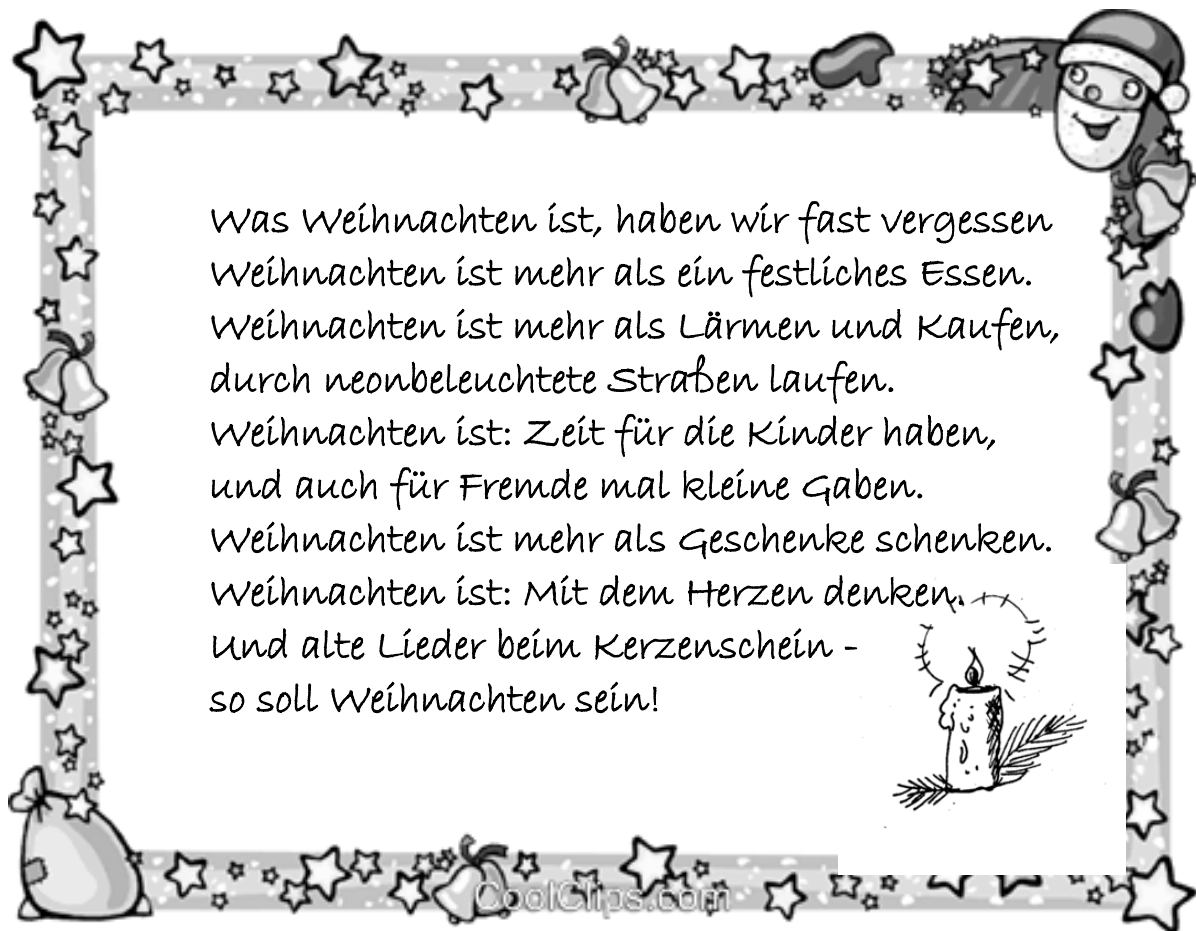 Was Weihnachten ist, haben wir fast vergessen
Weihnachten ist mehr als ein festliches Essen.
Weihnachten ist mehr als Lärmen und Kaufen,
durch neonbeleuchtete Straßen laufen.
Weihnachten ist: Zeit für die Kinder haben,
und auch für Fremde mal kleine Gaben.
Weihnachten ist mehr als Geschenke schenken.
Weihnachten ist: Mit dem Herzen denken.
Und alte Lieder beim Kerzenschein -
so soll Weihnachten sein!
CoolClips.com